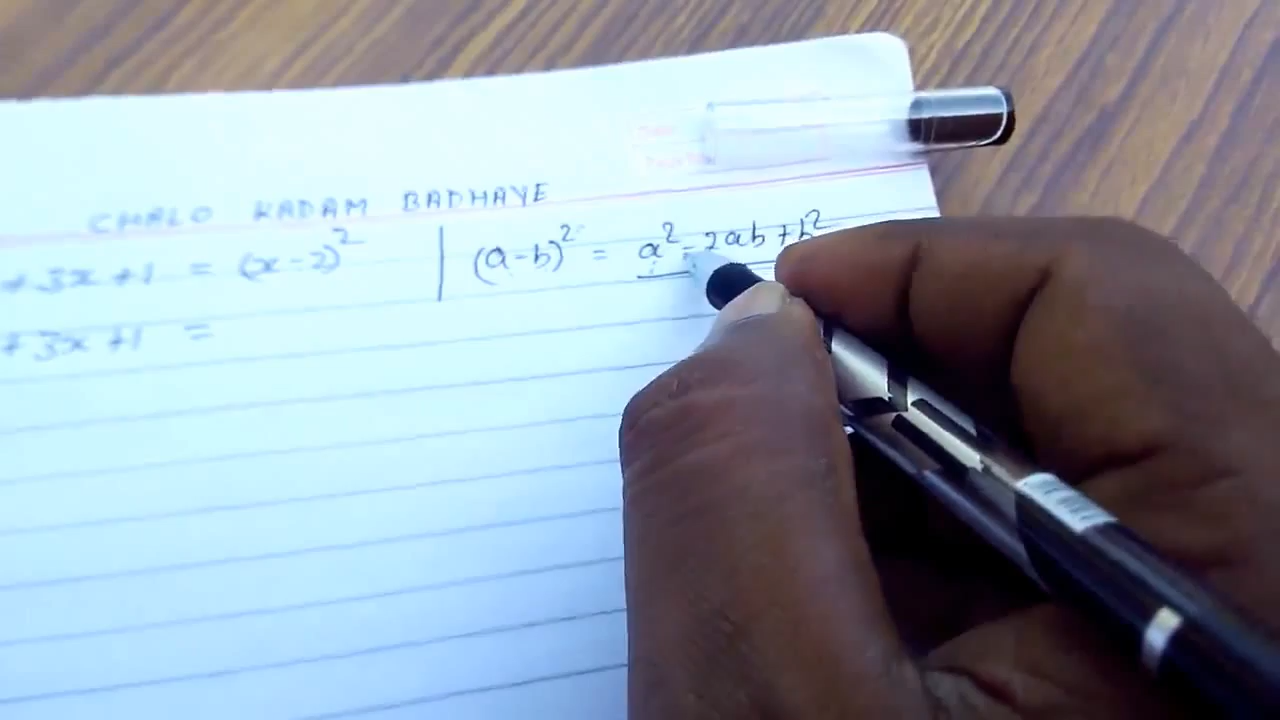 CHALO KADAM BADHAYE
+3x+1 = (x-2)² | (a-b)² = a²-2ab+b²
+3x+1 =